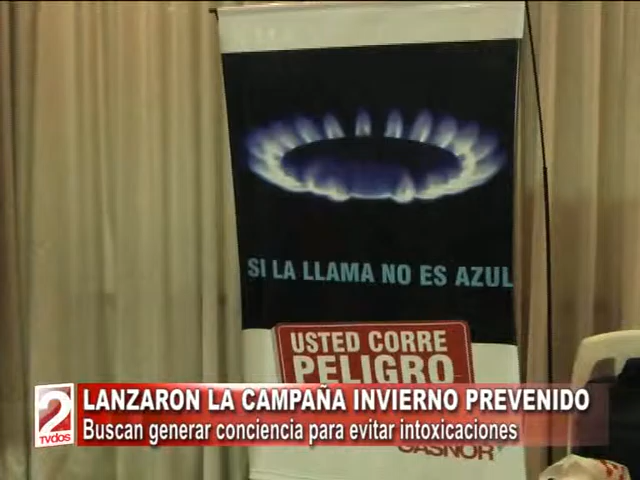 SI LA LLAMA NO ES AZUL
USTED CORRE
PELIGRO
2
TVDOS
LANZARON LA CAMPAÑA INVIERNO PREVENIDO
Buscan generar conciencia para evitar intoxicaciones
GASNOR